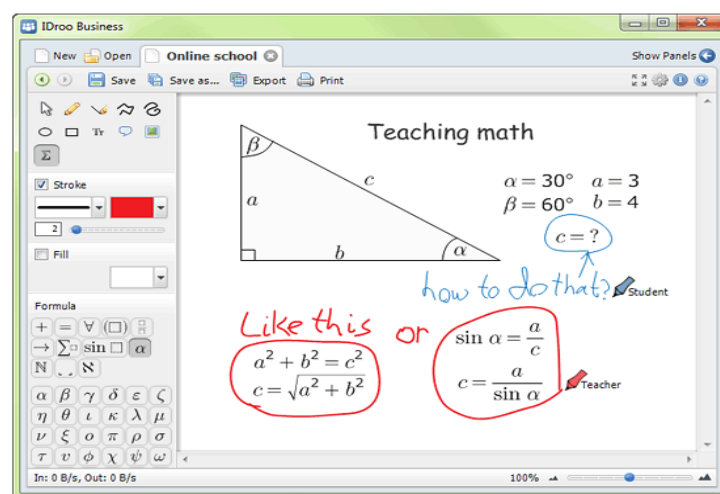 IDroo Business
New Open Online school Show Panels
Save Save as... Export Print
Tr
Σ
Stroke
2
Fill
Formula
+ = ∀ (□) □/□
→ Σ□ sin □ α
ℕ ℵ
α β γ δ ε ζ
η θ ι κ λ μ
ν ξ ο π ρ σ
τ υ φ χ ψ ω
Teaching math
β
c
a
α = 30° a = 3
β = 60° b = 4
c = ?
b
α
how to do that? Student
Like this or
a² + b² = c²
c = √(a² + b²)
sin α = a/c
c = a/sin α
Teacher
In: 0 B/s, Out: 0 B/s 100%